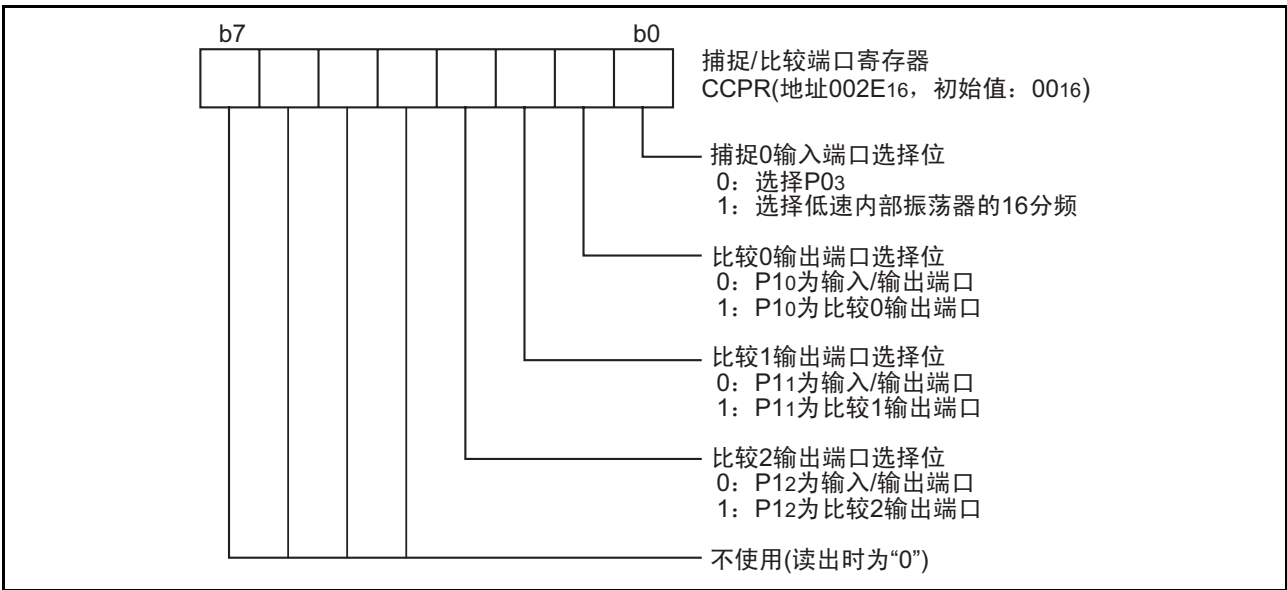 b7 b0
捕捉/比较端口寄存器
CCPR(地址002E16，初始值：0016)
捕捉0输入端口选择位
0：选择P03
1：选择低速内部振荡器的16分频
比较0输出端口选择位
0：P10为输入/输出端口
1：P10为比较0输出端口
比较1输出端口选择位
0：P11为输入/输出端口
1：P11为比较1输出端口
比较2输出端口选择位
0：P12为输入/输出端口
1：P12为比较2输出端口
不使用(读出时为“0”)